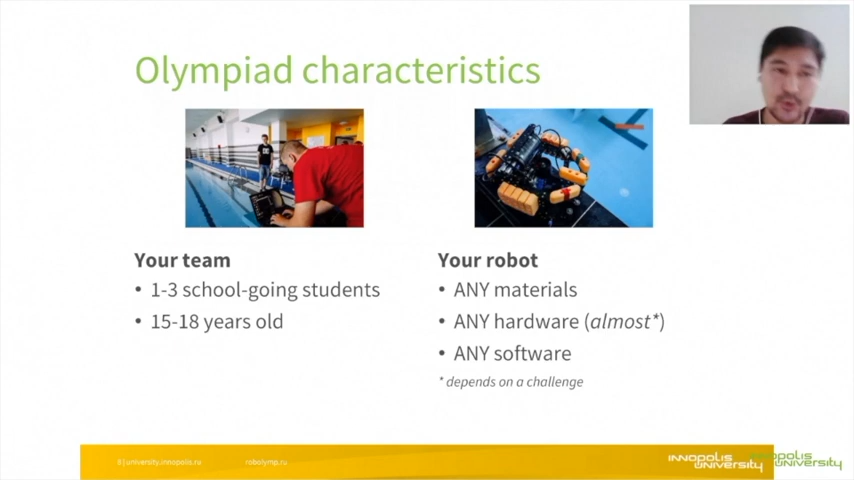 Olympiad characteristics
Your team
• 1-3 school-going students
• 15-18 years old
Your robot
• ANY materials
• ANY hardware (almost*)
• ANY software
* depends on a challenge
6 | university.innopolis.ru
robolymp.ru
INNOPOLIS
UNIVERSITY
INNOPOLIS
UNIVERSITY